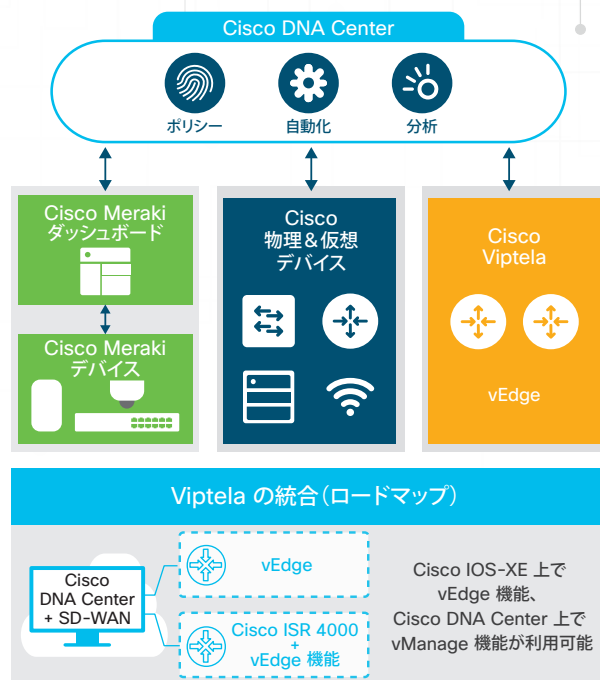 Cisco DNA Center
ポリシー
自動化
分析
Cisco Meraki
ダッシュボード
Cisco Meraki
デバイス
Cisco
物理&仮想
デバイス
Cisco
Viptela
vEdge
Viptela の統合(ロードマップ)
Cisco
DNA Center
+ SD-WAN
vEdge
Cisco ISR 4000
+
vEdge 機能
Cisco IOS-XE 上で
vEdge 機能、
Cisco DNA Center 上で
vManage 機能が利用可能